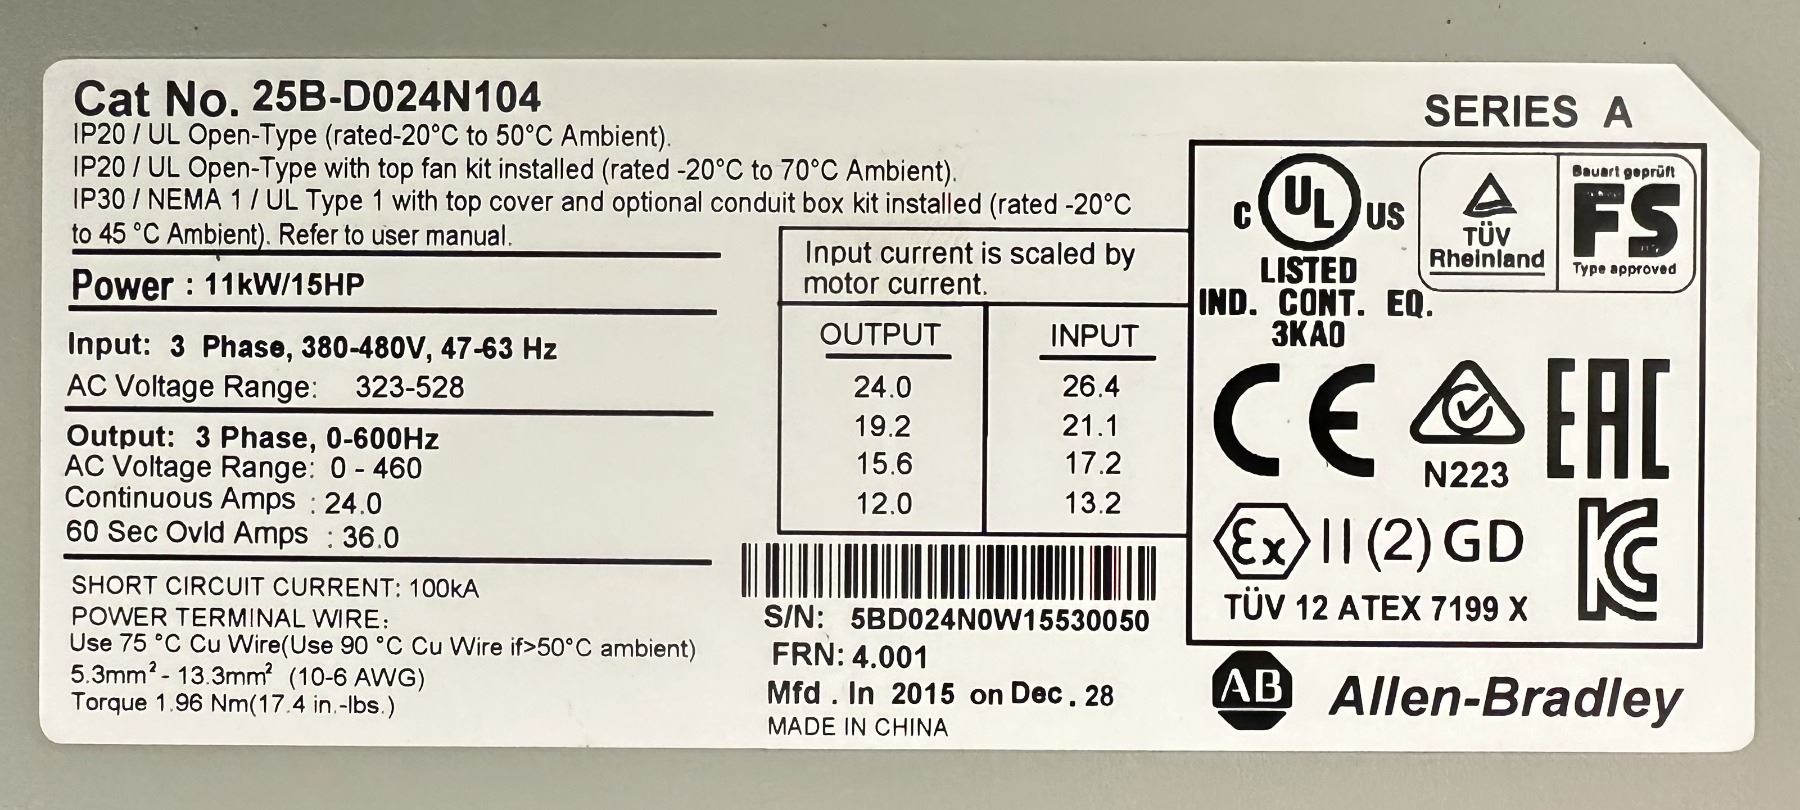 Cat No. 25B-D024N104
SERIES A
IP20 / UL Open-Type (rated-20°C to 50°C Ambient).
IP20 / UL Open-Type with top fan kit installed (rated -20°C to 70°C Ambient).
IP30 / NEMA 1 / UL Type 1 with top cover and optional conduit box kit installed (rated -20°C
to 45 °C Ambient). Refer to user manual.
Power : 11kW/15HP
Input: 3 Phase, 380-480V, 47-63 Hz
AC Voltage Range: 323-528
Output: 3 Phase, 0-600Hz
AC Voltage Range: 0 - 460
Continuous Amps : 24.0
60 Sec Ovld Amps : 36.0
SHORT CIRCUIT CURRENT: 100kA
POWER TERMINAL WIRE:
Use 75 °C Cu Wire(Use 90 °C Cu Wire if>50°C ambient)
5.3mm² - 13.3mm² (10-6 AWG)
Torque 1.96 Nm(17.4 in.-lbs.)
Input current is scaled by
motor current.
OUTPUT INPUT
24.0 26.4
19.2 21.1
15.6 17.2
12.0 13.2
S/N: 5BD024N0W15530050
FRN: 4.001
Mfd . In 2015 on Dec . 28
MADE IN CHINA
C UL US
LISTED
IND. CONT. EQ.
3KA0
TÜV
Rheinland
Bauart geprüft
FS
Type approved
CE
N223
EAC
Ex II (2) GD
KC
TÜV 12 ATEX 7199 X
AB Allen-Bradley